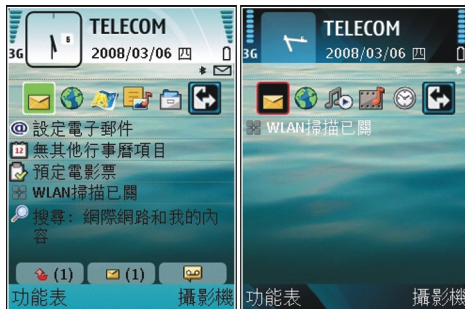 TELECOM
3G
2008/03/06 四
設定電子郵件
無其他行事曆項目
預定電影票
WLAN掃描已關
搜尋: 網際網路和我的內
容
(1) (1)
功能表 攝影機
TELECOM
3G
2008/03/06 四
WLAN掃描已關
功能表 攝影機